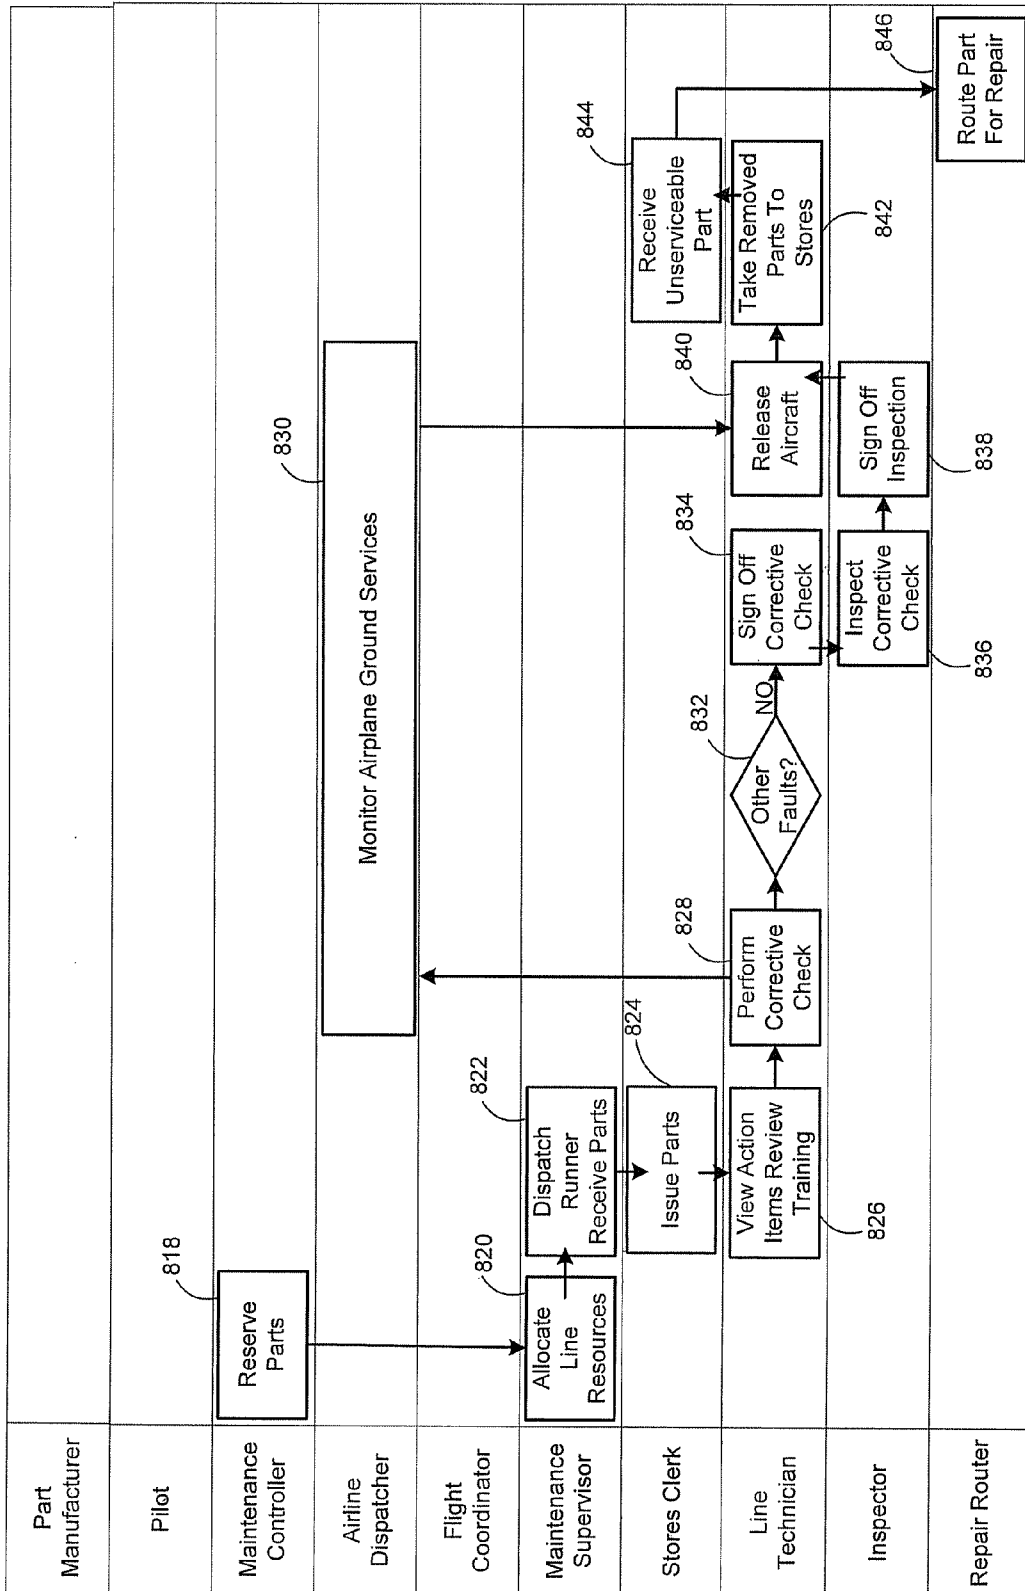 Part
Manufacturer
Pilot
Maintenance
Controller
Airline
Dispatcher
Flight
Coordinator
Maintenance
Supervisor
Stores Clerk
Line
Technician
Inspector
Repair Router
818
Reserve
Parts
820
Allocate
Line
Resources
822
Dispatch
Runner
Receive Parts
824
Issue Parts
View Action
Items Review
Training
826
828
Perform
Corrective
Check
830
Monitor Airplane Ground Services
832
Other
Faults?
NO
834
Sign Off
Corrective
Check
Inspect
Corrective
Check
836
Sign Off
Inspection
838
840
Release
Aircraft
Take Removed
Parts To
Stores
842
844
Receive
Unserviceable
Part
846
Route Part
For Repair